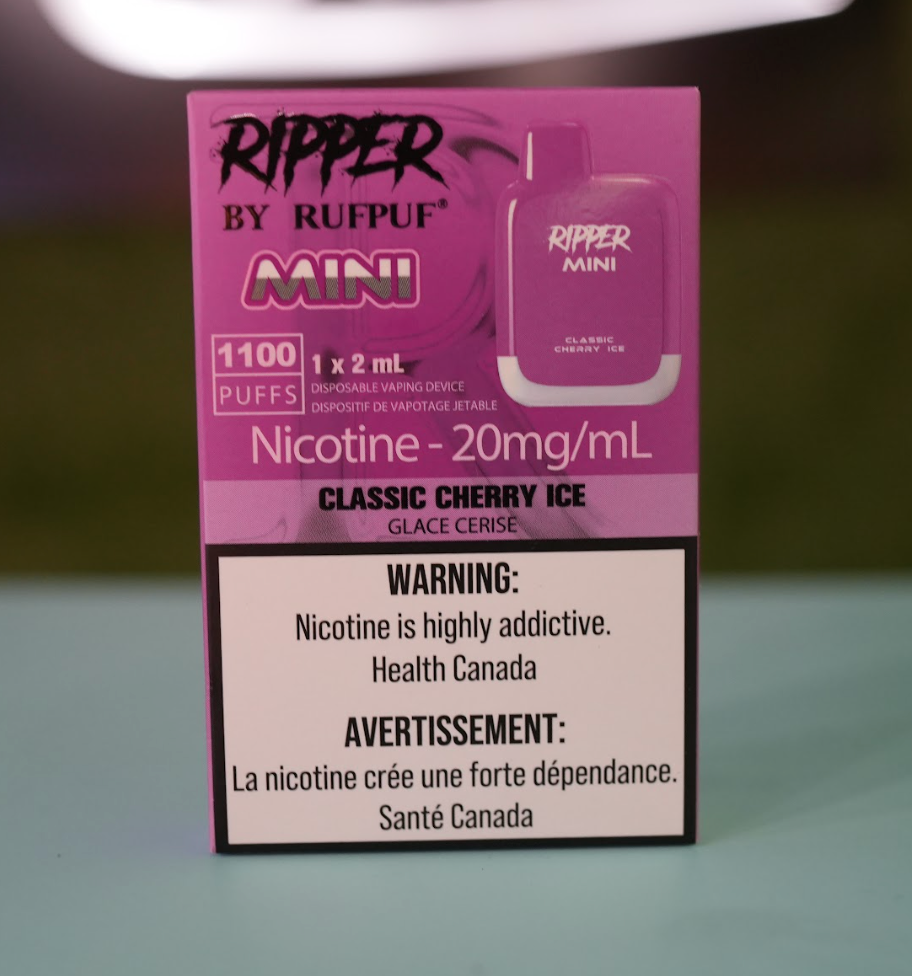 RIPPER
BY RUFPUF®
MINI
1100
PUFFS
1 x 2 mL
DISPOSABLE VAPING DEVICE
DISPOSITIF DE VAPOTAGE JETABLE
RIPPER
MINI
CLASSIC
CHERRY ICE
Nicotine - 20mg/mL
CLASSIC CHERRY ICE
GLACE CERISE
WARNING:
Nicotine is highly addictive.
Health Canada
AVERTISSEMENT:
La nicotine crée une forte dépendance.
Santé Canada